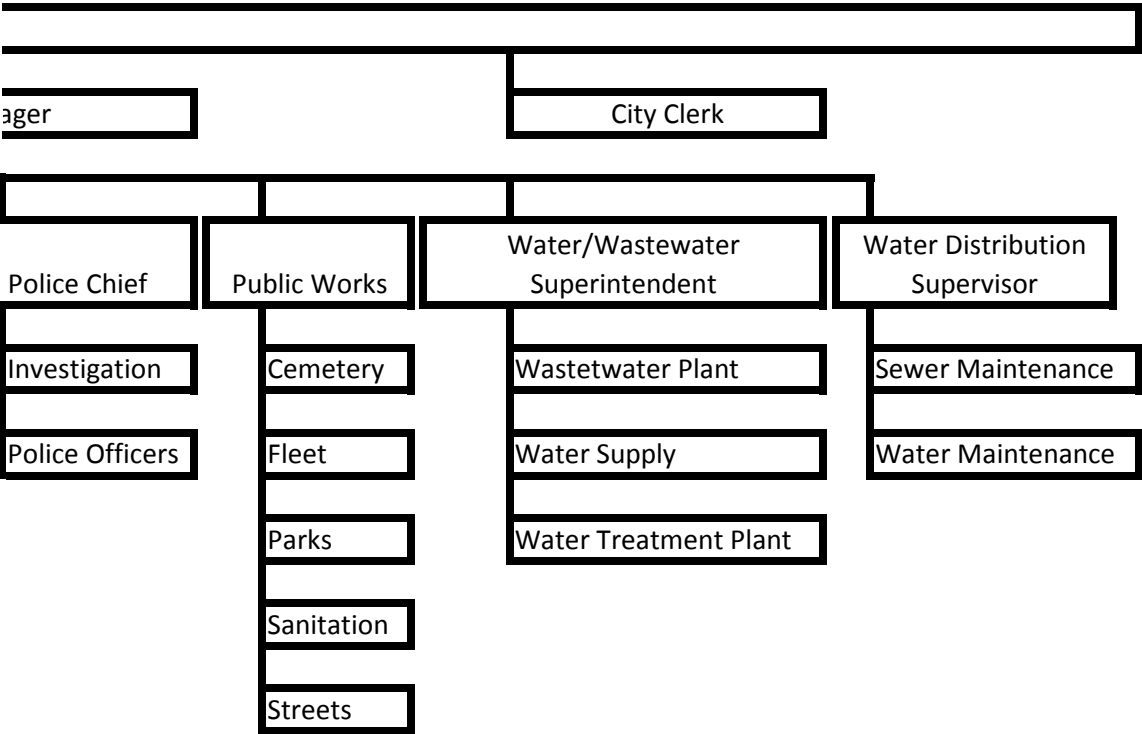 ager
City Clerk
Police Chief
Public Works
Water/Wastewater
Superintendent
Water Distribution
Supervisor
Investigation
Cemetery
Wastetwater Plant
Sewer Maintenance
Police Officers
Fleet
Water Supply
Water Maintenance
Parks
Water Treatment Plant
Sanitation
Streets